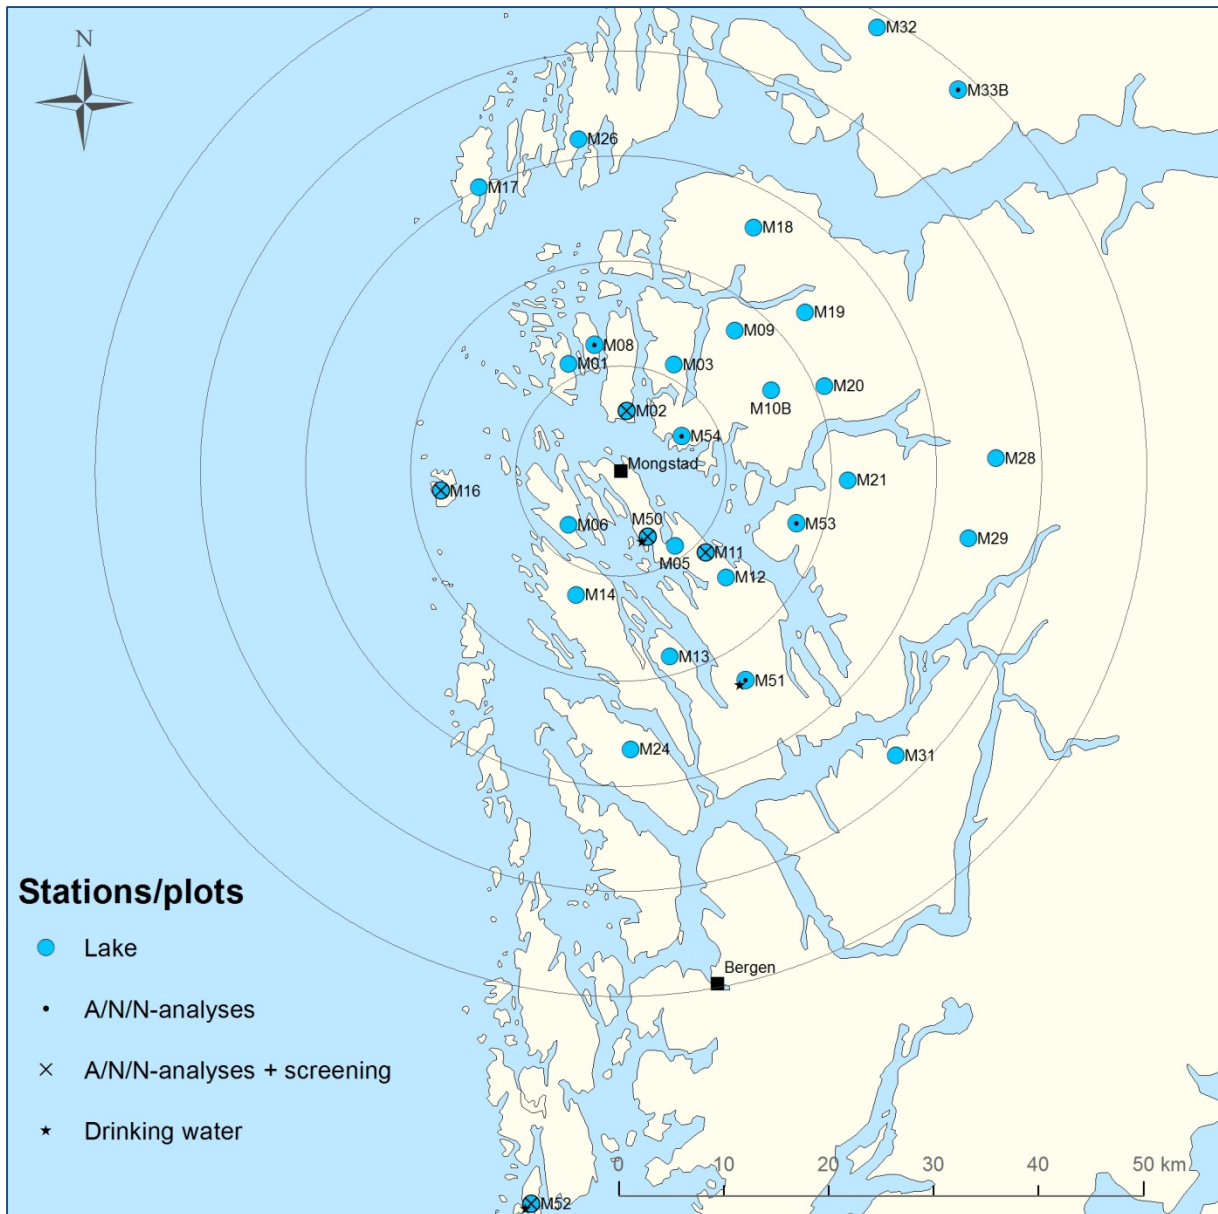 N
M32
M33B
M26
M17
M18
M19
M09
M08
M01
M03
M20
M10B
M02
M54
Mongstad
M28
M21
M16
M50
M06
M53
M29
M05
M11
M12
M14
M13
M51
M24
M31
Stations/plots
Lake
Bergen
A/N/N-analyses
A/N/N-analyses + screening
Drinking water
0 10 20 30 40 50 km
M52